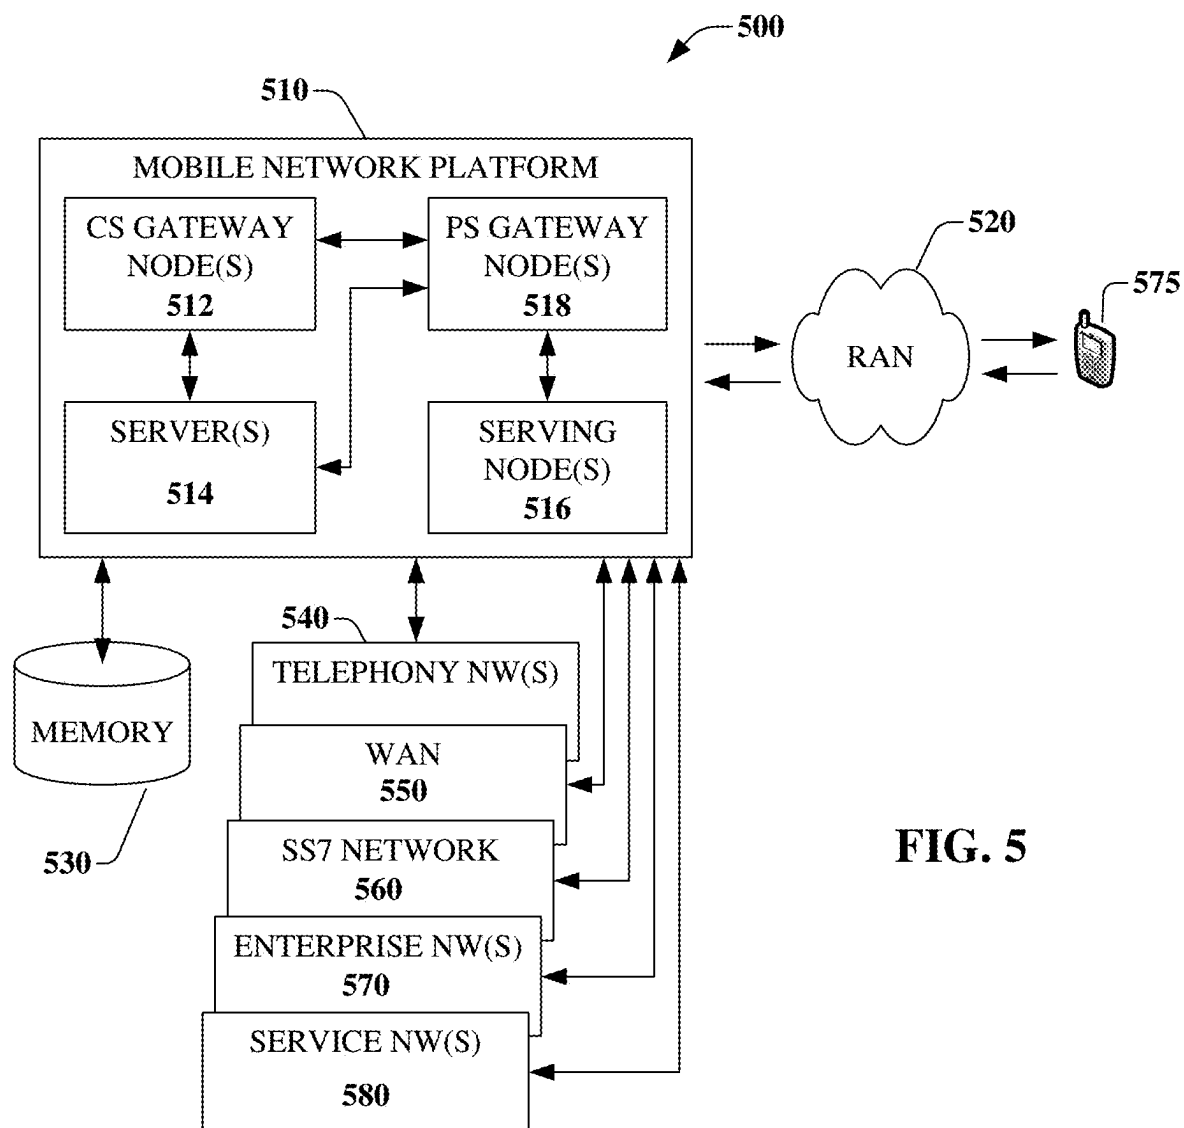 500
510
MOBILE NETWORK PLATFORM
CS GATEWAY
NODE(S)
512
PS GATEWAY
NODE(S)
518
SERVER(S)
514
SERVING
NODE(S)
516
520
RAN
575
MEMORY
530
540
TELEPHONY NW(S)
WAN
550
SS7 NETWORK
560
ENTERPRISE NW(S)
570
SERVICE NW(S)
580
FIG. 5